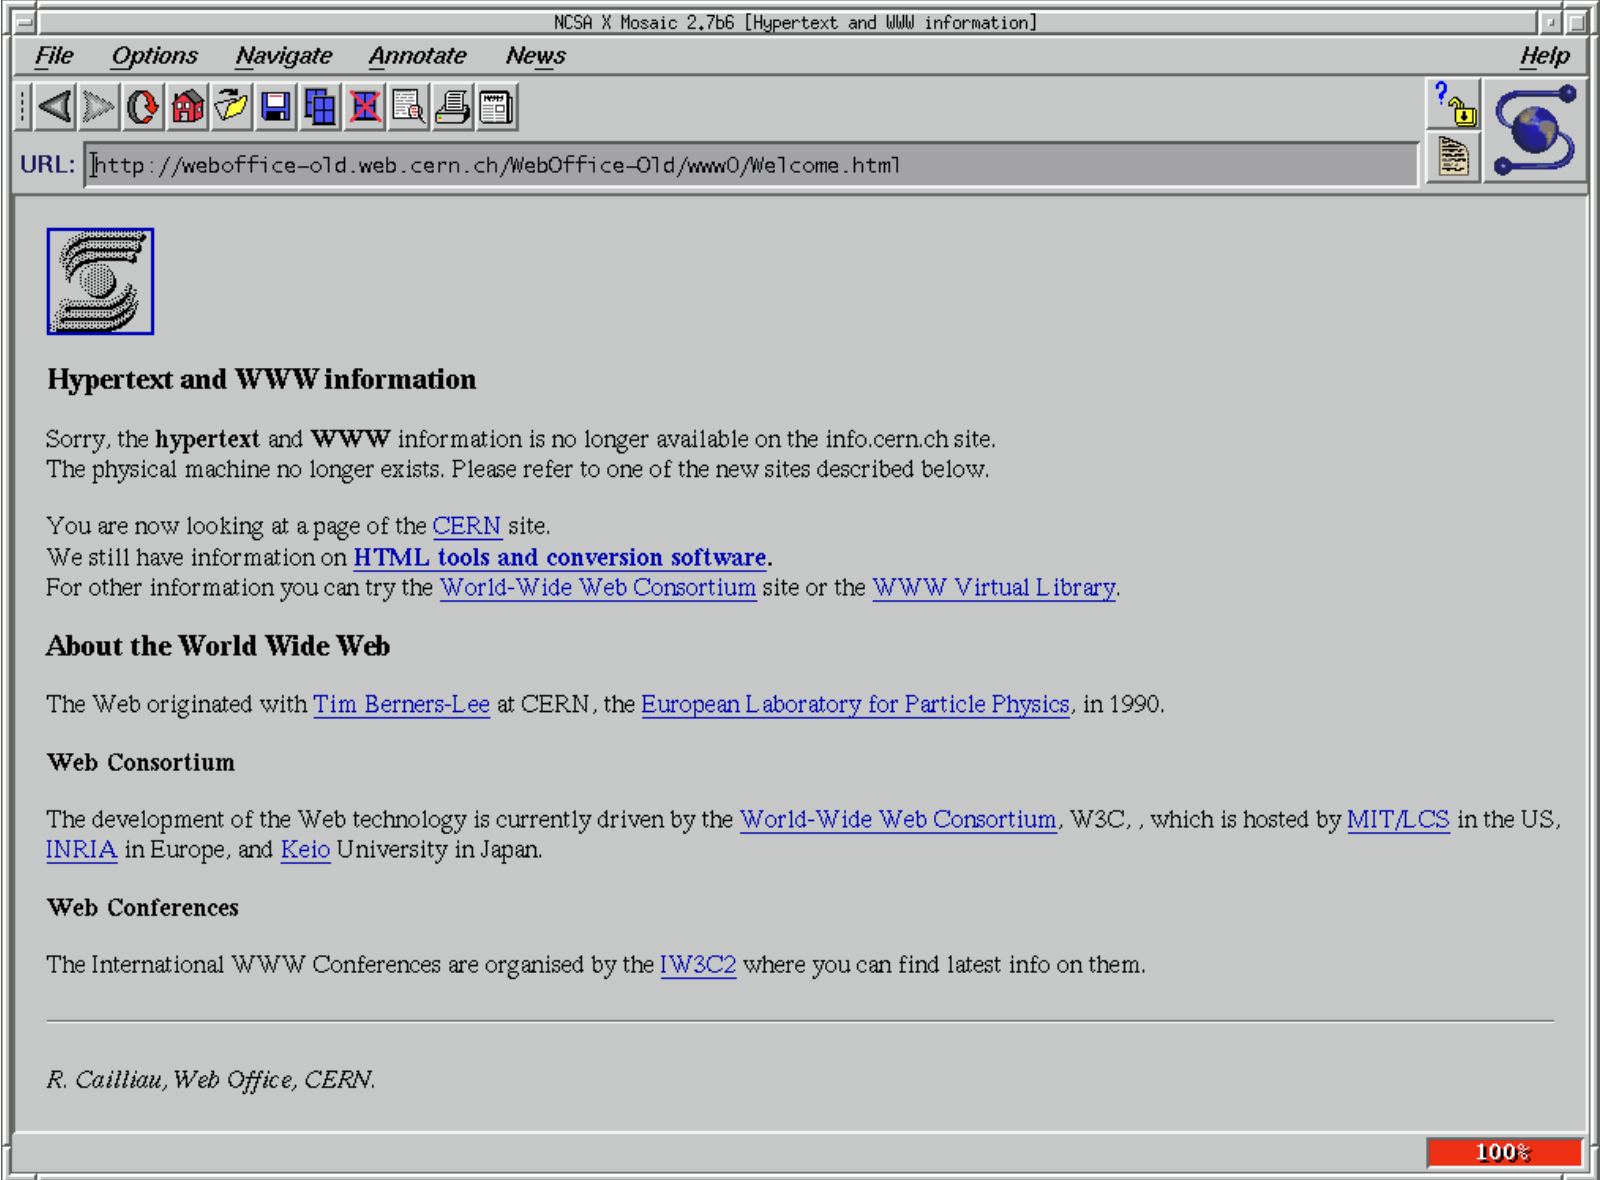 NCSA X Mosaic 2.7b6 [Hypertext and WWW information]
File Options Navigate Annotate News Help
URL: http://weboffice-old.web.cern.ch/WebOffice-Old/www0/Welcome.html
Hypertext and WWW information
Sorry, the hypertext and WWW information is no longer available on the info.cern.ch site.
The physical machine no longer exists. Please refer to one of the new sites described below.
You are now looking at a page of the CERN site.
We still have information on HTML tools and conversion software.
For other information you can try the World-Wide Web Consortium site or the WWW Virtual Library.
About the World Wide Web
The Web originated with Tim Berners-Lee at CERN, the European Laboratory for Particle Physics, in 1990.
Web Consortium
The development of the Web technology is currently driven by the World-Wide Web Consortium, W3C, , which is hosted by MIT/LCS in the US,
INRIA in Europe, and Keio University in Japan.
Web Conferences
The International WWW Conferences are organised by the IW3C2 where you can find latest info on them.
R. Cailliau, Web Office, CERN.
100%